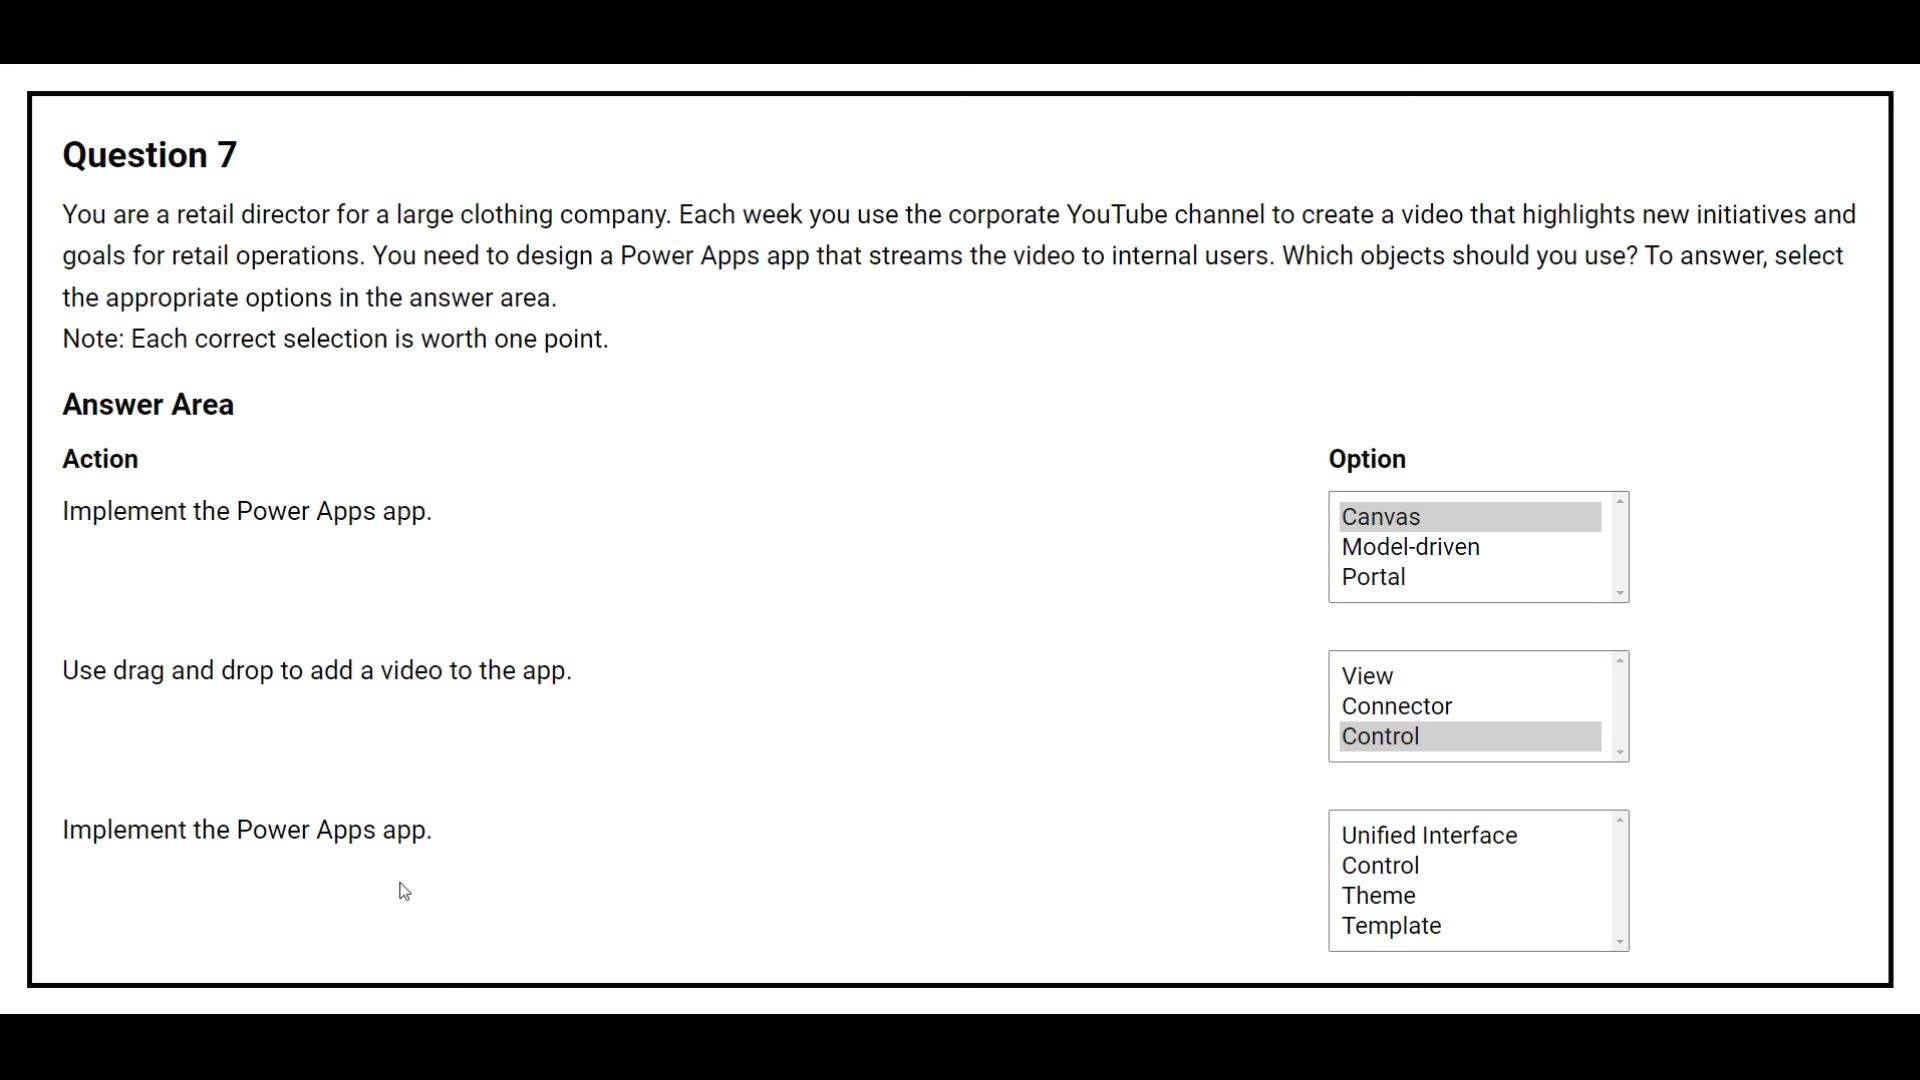 Question 7
You are a retail director for a large clothing company. Each week you use the corporate YouTube channel to create a video that highlights new initiatives and
goals for retail operations. You need to design a Power Apps app that streams the video to internal users. Which objects should you use? To answer, select
the appropriate options in the answer area.
Note: Each correct selection is worth one point.
Answer Area
Action
Option
Implement the Power Apps app.
Canvas
Model-driven
Portal
Use drag and drop to add a video to the app.
View
Connector
Control
Implement the Power Apps app.
Unified Interface
Control
Theme
Template